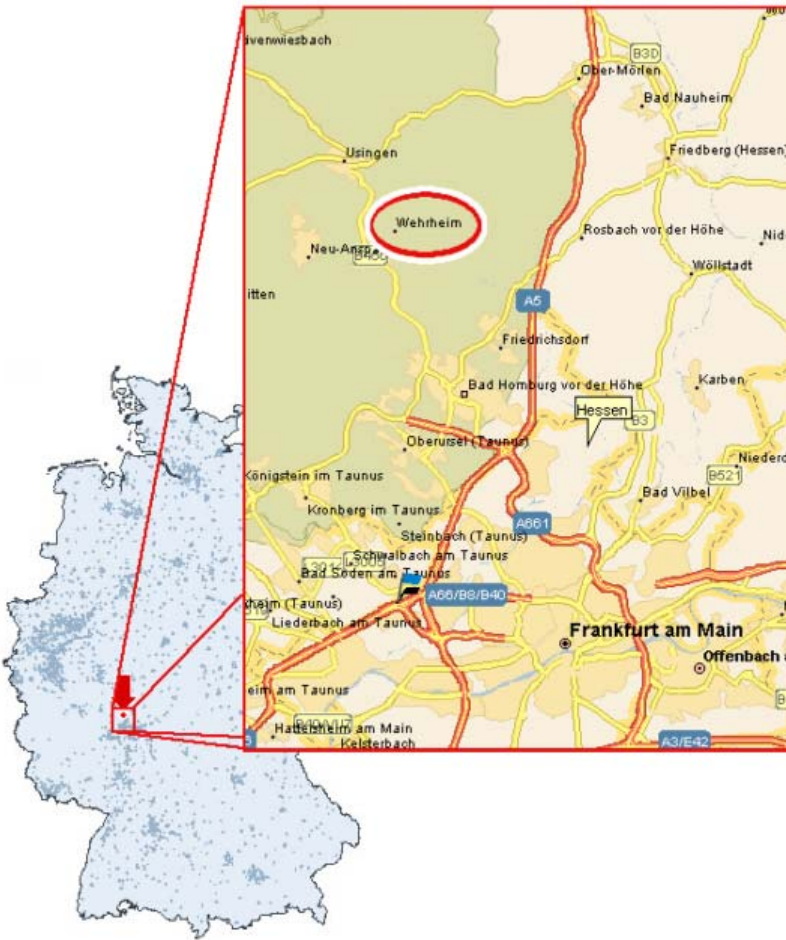 B3D
Ober-Mörlen
Bad Nauheim
Usingen
Friedberg (Hessen)
Wehrheim
Rosbach vor der Höhe
Wöllstadt
A5
Friedrichsdorf
Karben
Bad Homburg vor der Höhe
Hessen
B3
Oberursel (Taunus)
B521
Königstein im Taunus
Bad Vilbel
Kronberg im Taunus
A661
Steinbach (Taunus)
Schwalbach am Taunus
Bad Soden am Taunus
A66/B8/B40
Liederbach am Taunus
Frankfurt am Main
Offenbach
am Taunus
Hattersheim am Main
Kelsterbach
A3/E42